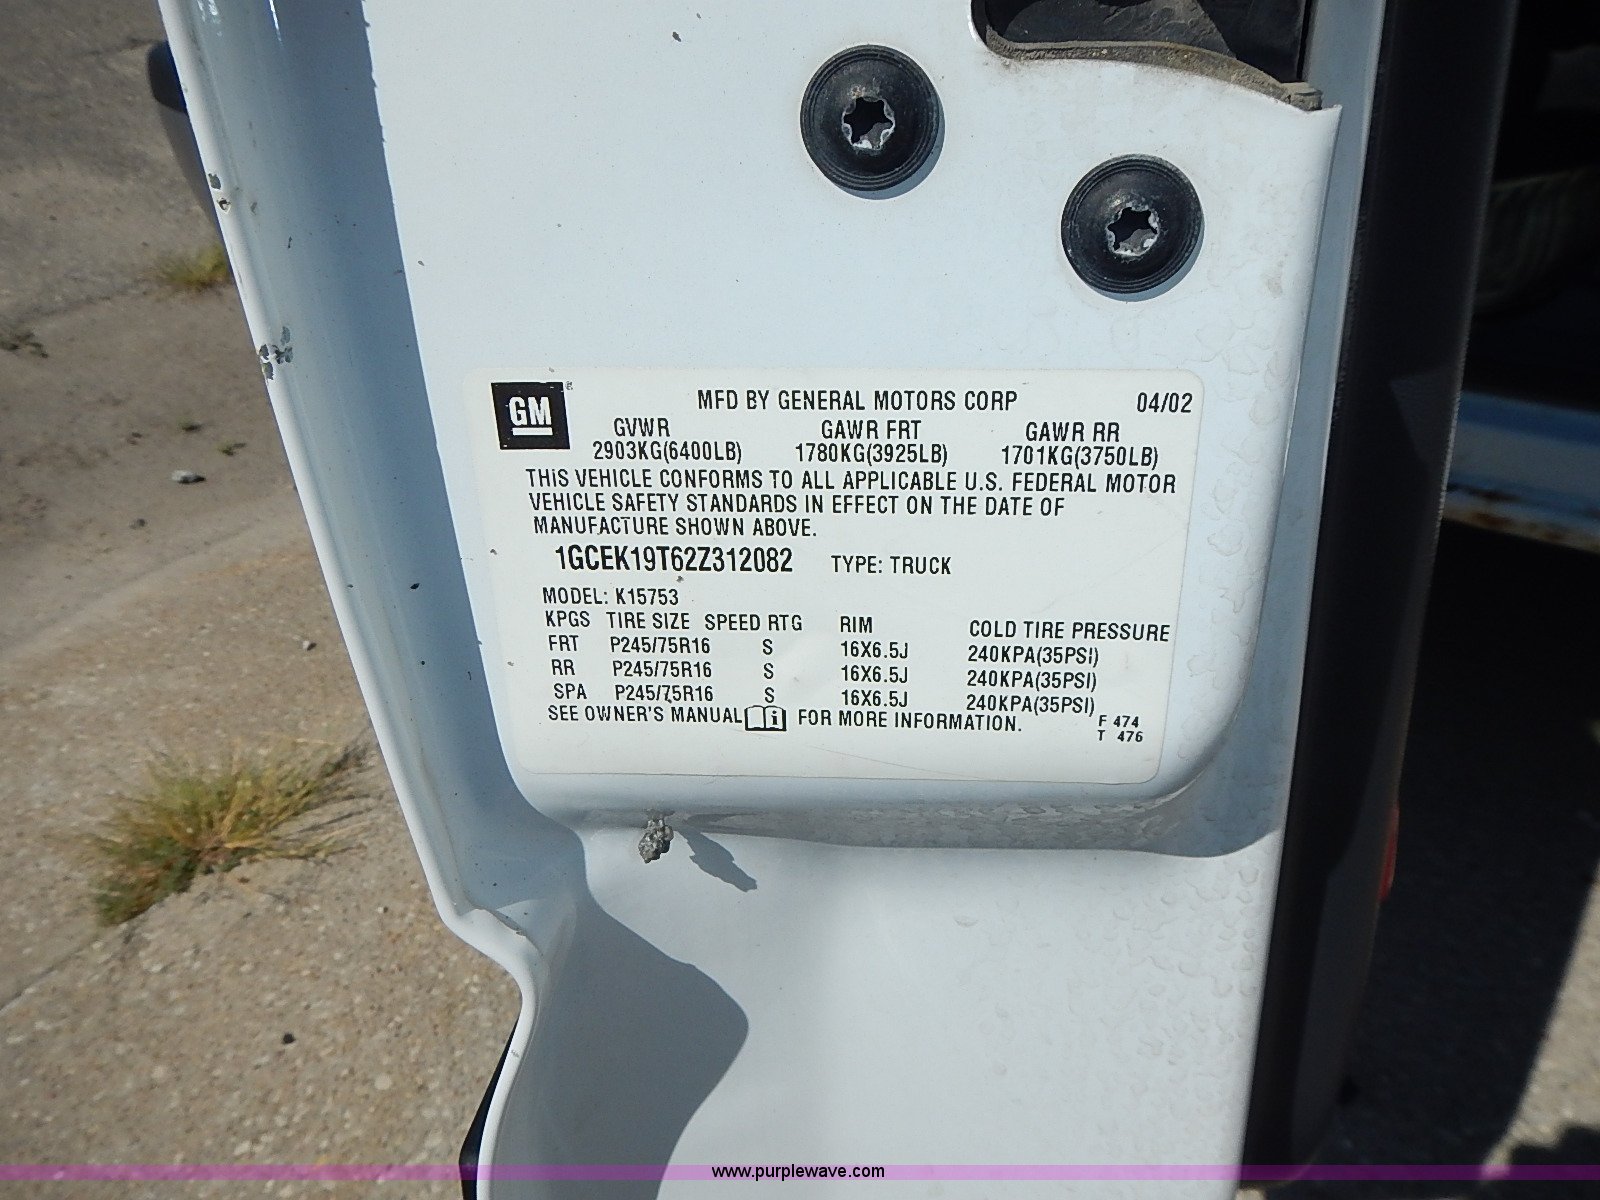 GM
MFD BY GENERAL MOTORS CORP 04/02
GVWR GAWR FRT GAWR RR
2903KG(6400LB) 1780KG(3925LB) 1701KG(3750LB)
THIS VEHICLE CONFORMS TO ALL APPLICABLE U.S. FEDERAL MOTOR
VEHICLE SAFETY STANDARDS IN EFFECT ON THE DATE OF
MANUFACTURE SHOWN ABOVE.
1GCEK19T62Z312082 TYPE: TRUCK
MODEL: K15753
KPGS TIRE SIZE SPEED RTG RIM COLD TIRE PRESSURE
FRT P245/75R16 S 16X6.5J 240KPA(35PSI)
RR P245/75R16 S 16X6.5J 240KPA(35PSI)
SPA P245/75R16 S 16X6.5J 240KPA(35PSI)
SEE OWNER'S MANUAL i FOR MORE INFORMATION.
F 474
T 476
www.purplewave.com